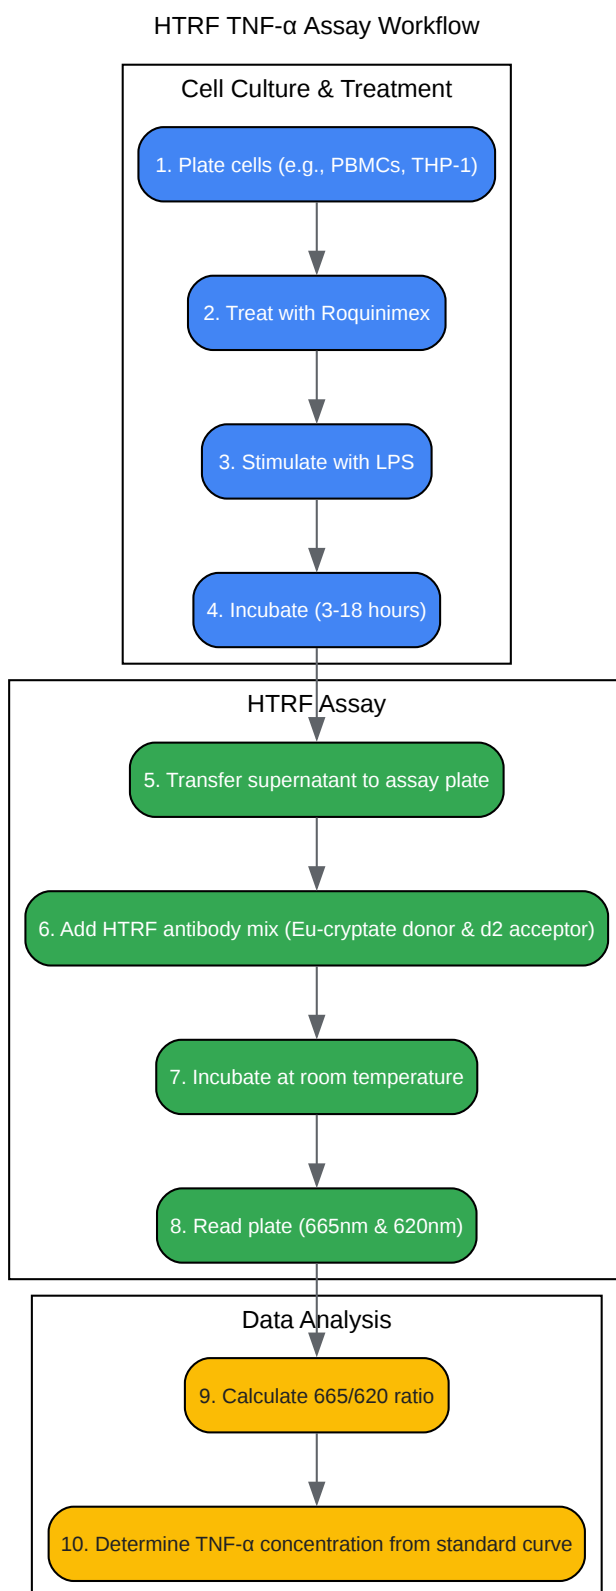 HTRF TNF-α Assay Workflow
Cell Culture & Treatment
1. Plate cells (e.g., PBMCs, THP-1)
2. Treat with Roquinimex
3. Stimulate with LPS
4. Incubate (3-18 hours)
HTRF Assay
5. Transfer supernatant to assay plate
6. Add HTRF antibody mix (Eu-cryptate donor & d2 acceptor)
7. Incubate at room temperature
8. Read plate (665nm & 620nm)
Data Analysis
9. Calculate 665/620 ratio
10. Determine TNF-α concentration from standard curve